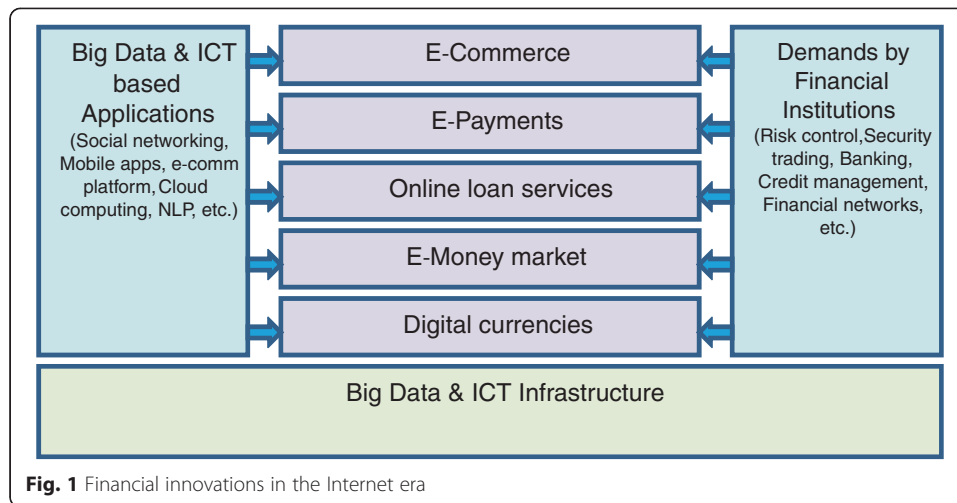 Big Data & ICT
based
Applications
(Social networking,
Mobile apps, e-comm
platform, Cloud
computing, NLP, etc.)
E-Commerce
E-Payments
Online loan services
E-Money market
Digital currencies
Demands by
Financial
Institutions
(Risk control,Security
trading, Banking,
Credit management,
Financial networks,
etc.)
Big Data & ICT Infrastructure
Fig. 1 Financial innovations in the Internet era